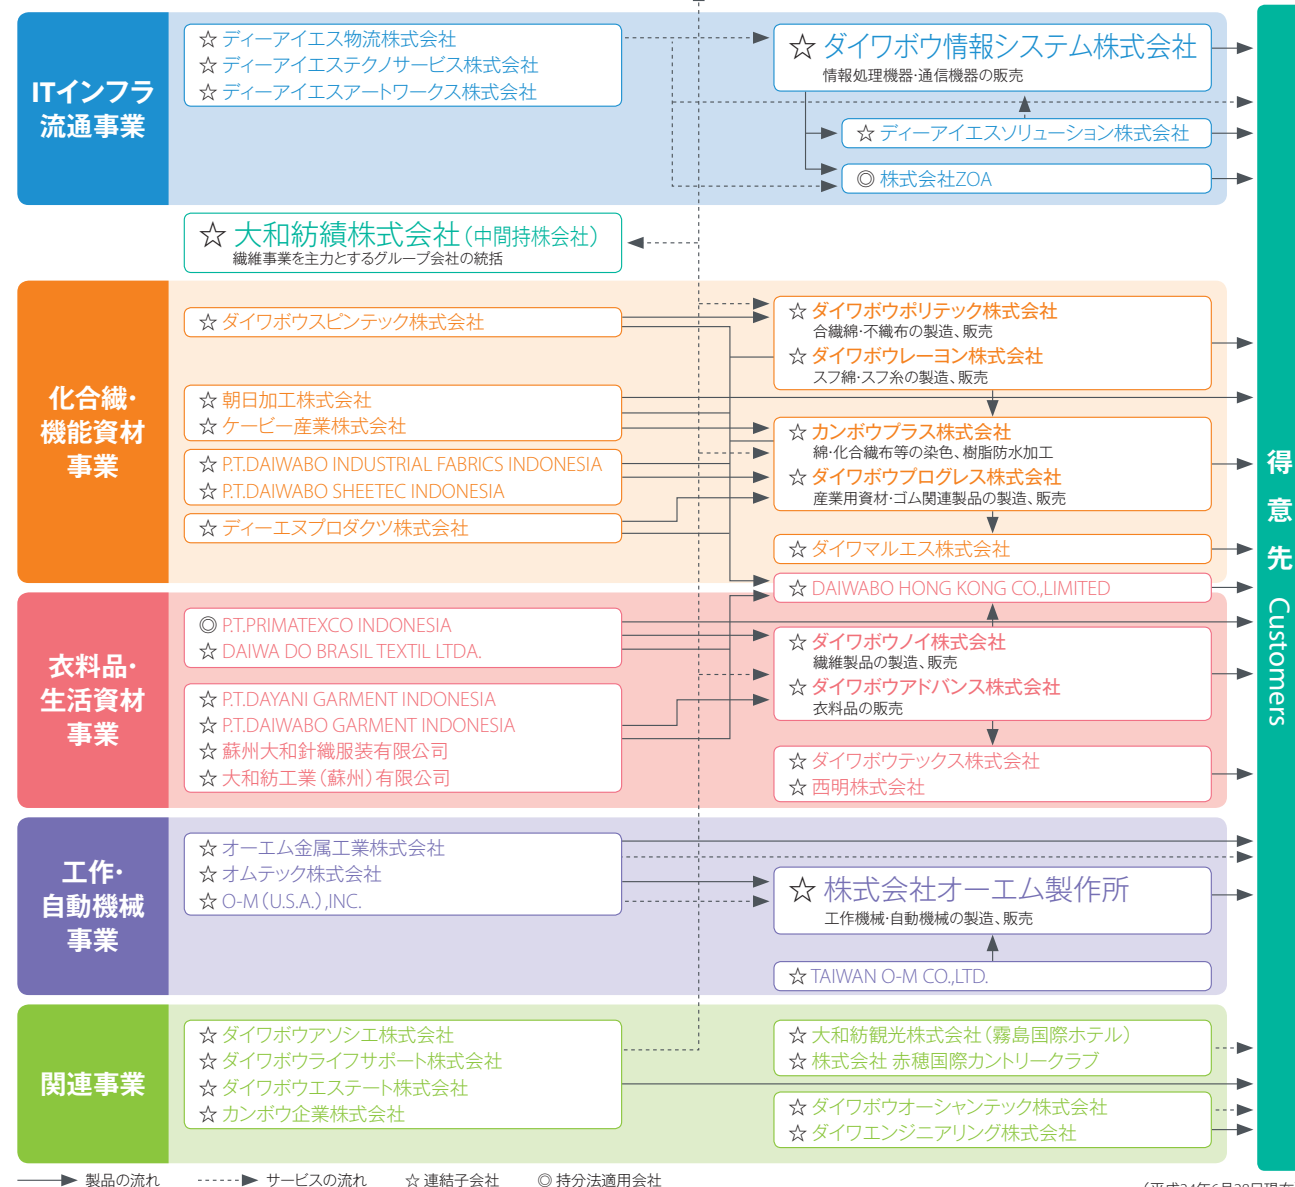 ITインフラ
流通事業
☆ ディーアイエス物流株式会社
☆ ディーアイエステクノサービス株式会社
☆ ディーアイエスアートワークス株式会社
☆ ダイワボウ情報システム株式会社
情報処理機器・通信機器の販売
☆ ディーアイエスソリューション株式会社
◎ 株式会社ZOA
☆ 大和紡績株式会社（中間持株会社）
繊維事業を主力とするグループ会社の統括
化合繊・
機能資材
事業
☆ ダイワボウスピンテック株式会社
☆ 朝日加工株式会社
☆ ケービー産業株式会社
☆ P.T.DAIWABO INDUSTRIAL FABRICS INDONESIA
☆ P.T.DAIWABO SHEETEC INDONESIA
☆ ディーエヌプロダクツ株式会社
☆ ダイワボウポリテック株式会社
合繊綿・不織布の製造、販売
☆ ダイワボウレーヨン株式会社
スフ綿・スフ糸の製造、販売
☆ カンボウプラス株式会社
綿・化合繊布等の染色、樹脂防水加工
☆ ダイワボウプログレス株式会社
産業用資材・ゴム関連製品の製造、販売
☆ ダイワマルエス株式会社
☆ DAIWABO HONG KONG CO.,LIMITED
衣料品・
生活資材
事業
◎ P.T.PRIMATEXCO INDONESIA
☆ DAIWA DO BRASIL TEXTIL LTDA.
☆ P.T.DAYANI GARMENT INDONESIA
☆ P.T.DAIWABO GARMENT INDONESIA
☆ 蘇州大和針織服装有限公司
☆ 大和紡工業（蘇州）有限公司
☆ ダイワボウノイ株式会社
繊維製品の製造、販売
☆ ダイワボウアドバンス株式会社
衣料品の販売
☆ ダイワボウテックス株式会社
☆ 西明株式会社
工作・
自動機械
事業
☆ オーエム金属工業株式会社
☆ オムテック株式会社
☆ O-M（U.S.A.）,INC.
☆ 株式会社オーエム製作所
工作機械・自動機械の製造、販売
☆ TAIWAN O-M CO.,LTD.
関連事業
☆ ダイワボウアソシエ株式会社
☆ ダイワボウライフサポート株式会社
☆ ダイワボウエステート株式会社
☆ カンボウ企業株式会社
☆ 大和紡観光株式会社（霧島国際ホテル）
☆ 株式会社 赤穂国際カントリークラブ
☆ ダイワボウオーシャンテック株式会社
☆ ダイワエンジニアリング株式会社
得意先 Customers
製品の流れ サービスの流れ ☆ 連結子会社 ◎ 持分法適用会社